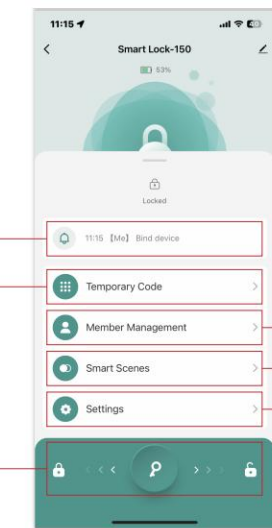 11:15
Smart Lock-150
53%
Locked
11:15 【Me】 Bind device
Temporary Code
Member Management
Smart Scenes
Settings